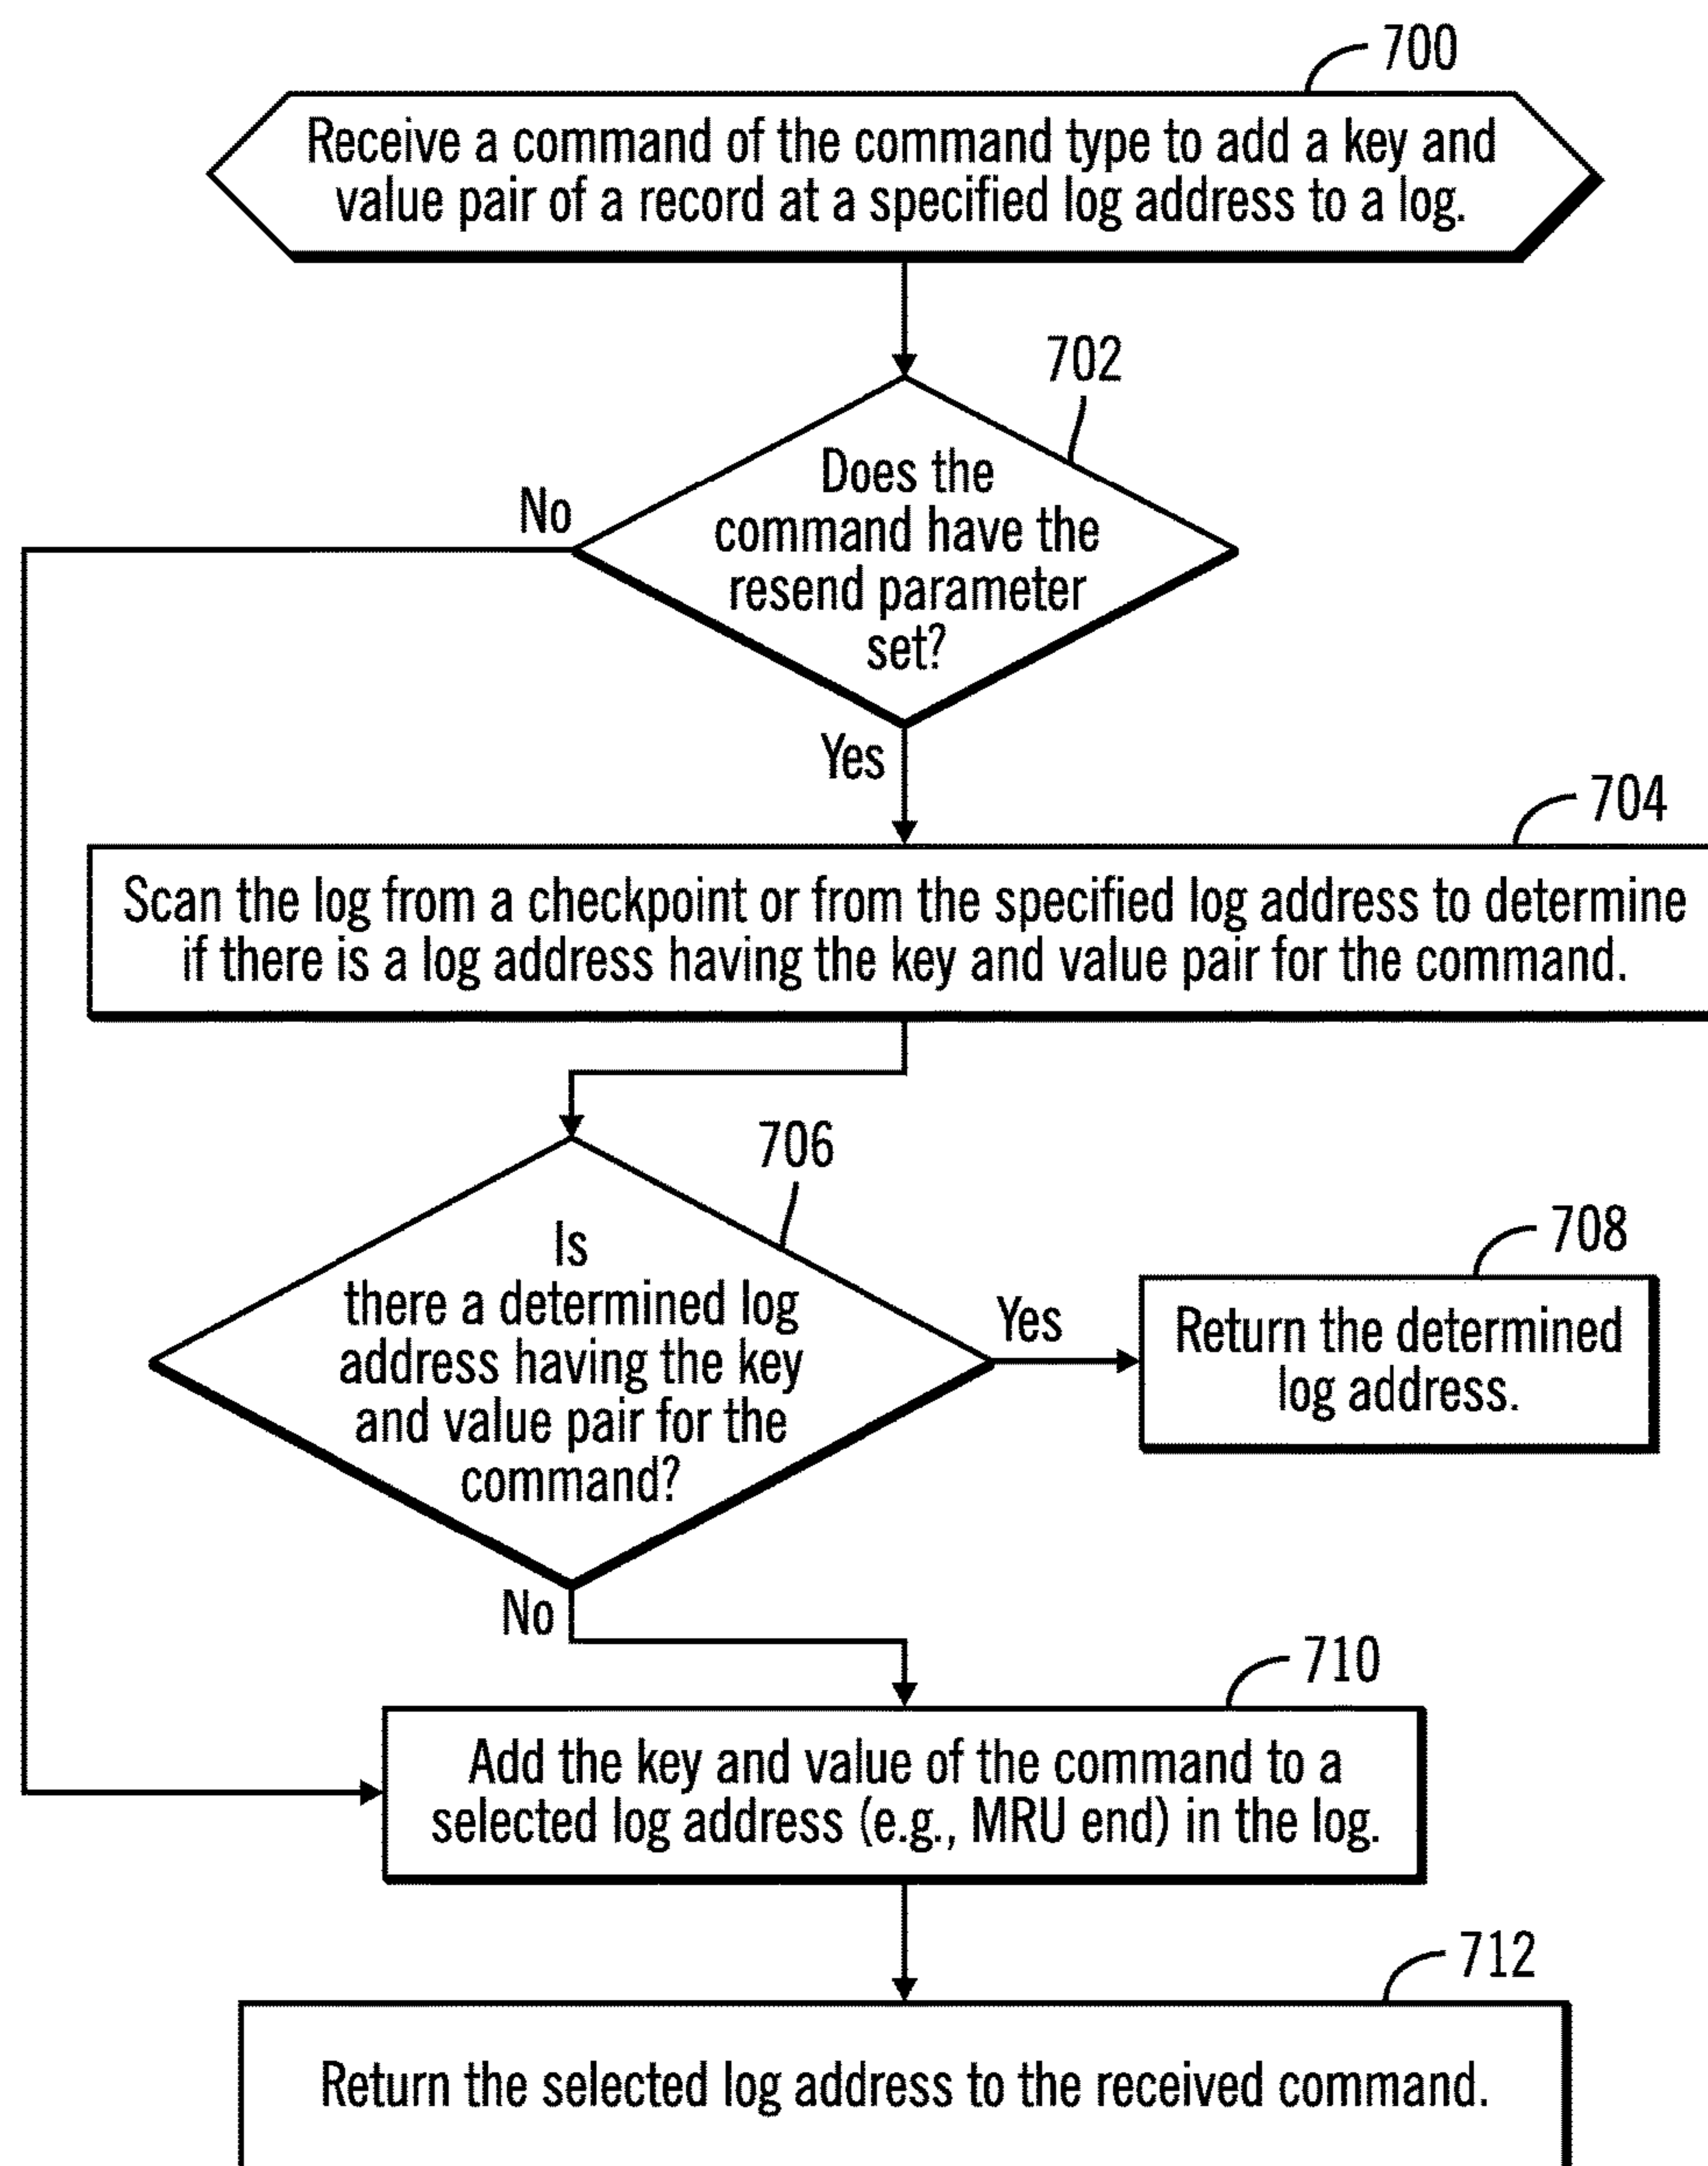 700
Receive a command of the command type to add a key and
value pair of a record at a specified log address to a log.
702
Does the
command have the
resend parameter
set?
No
Yes
704
Scan the log from a checkpoint or from the specified log address to determine
if there is a log address having the key and value pair for the command.
706
Is
there a determined log
address having the key
and value pair for the
command?
Yes
708
Return the determined
log address.
No
710
Add the key and value of the command to a
selected log address (e.g., MRU end) in the log.
712
Return the selected log address to the received command.